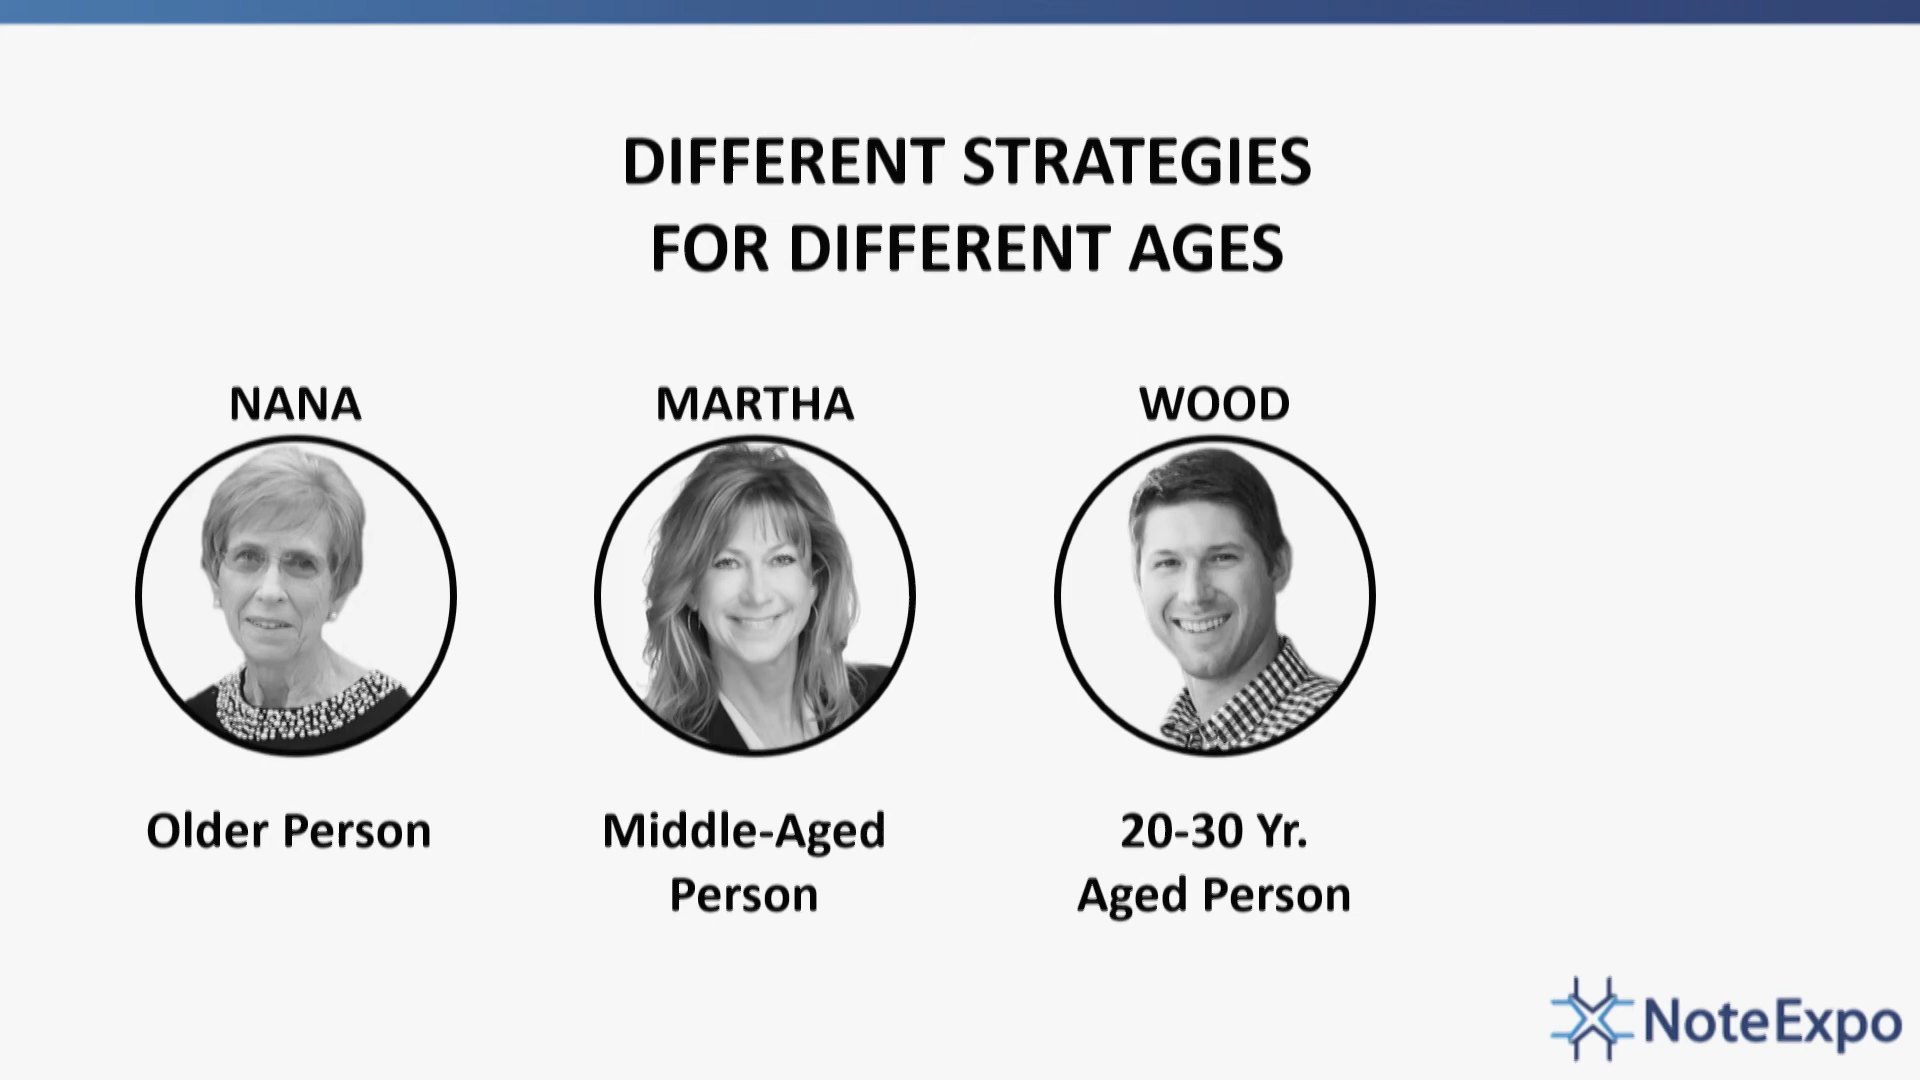 DIFFERENT STRATEGIES
FOR DIFFERENT AGES
NANA
MARTHA
WOOD
Older Person
Middle-Aged
Person
20-30 Yr.
Aged Person
NoteExpo